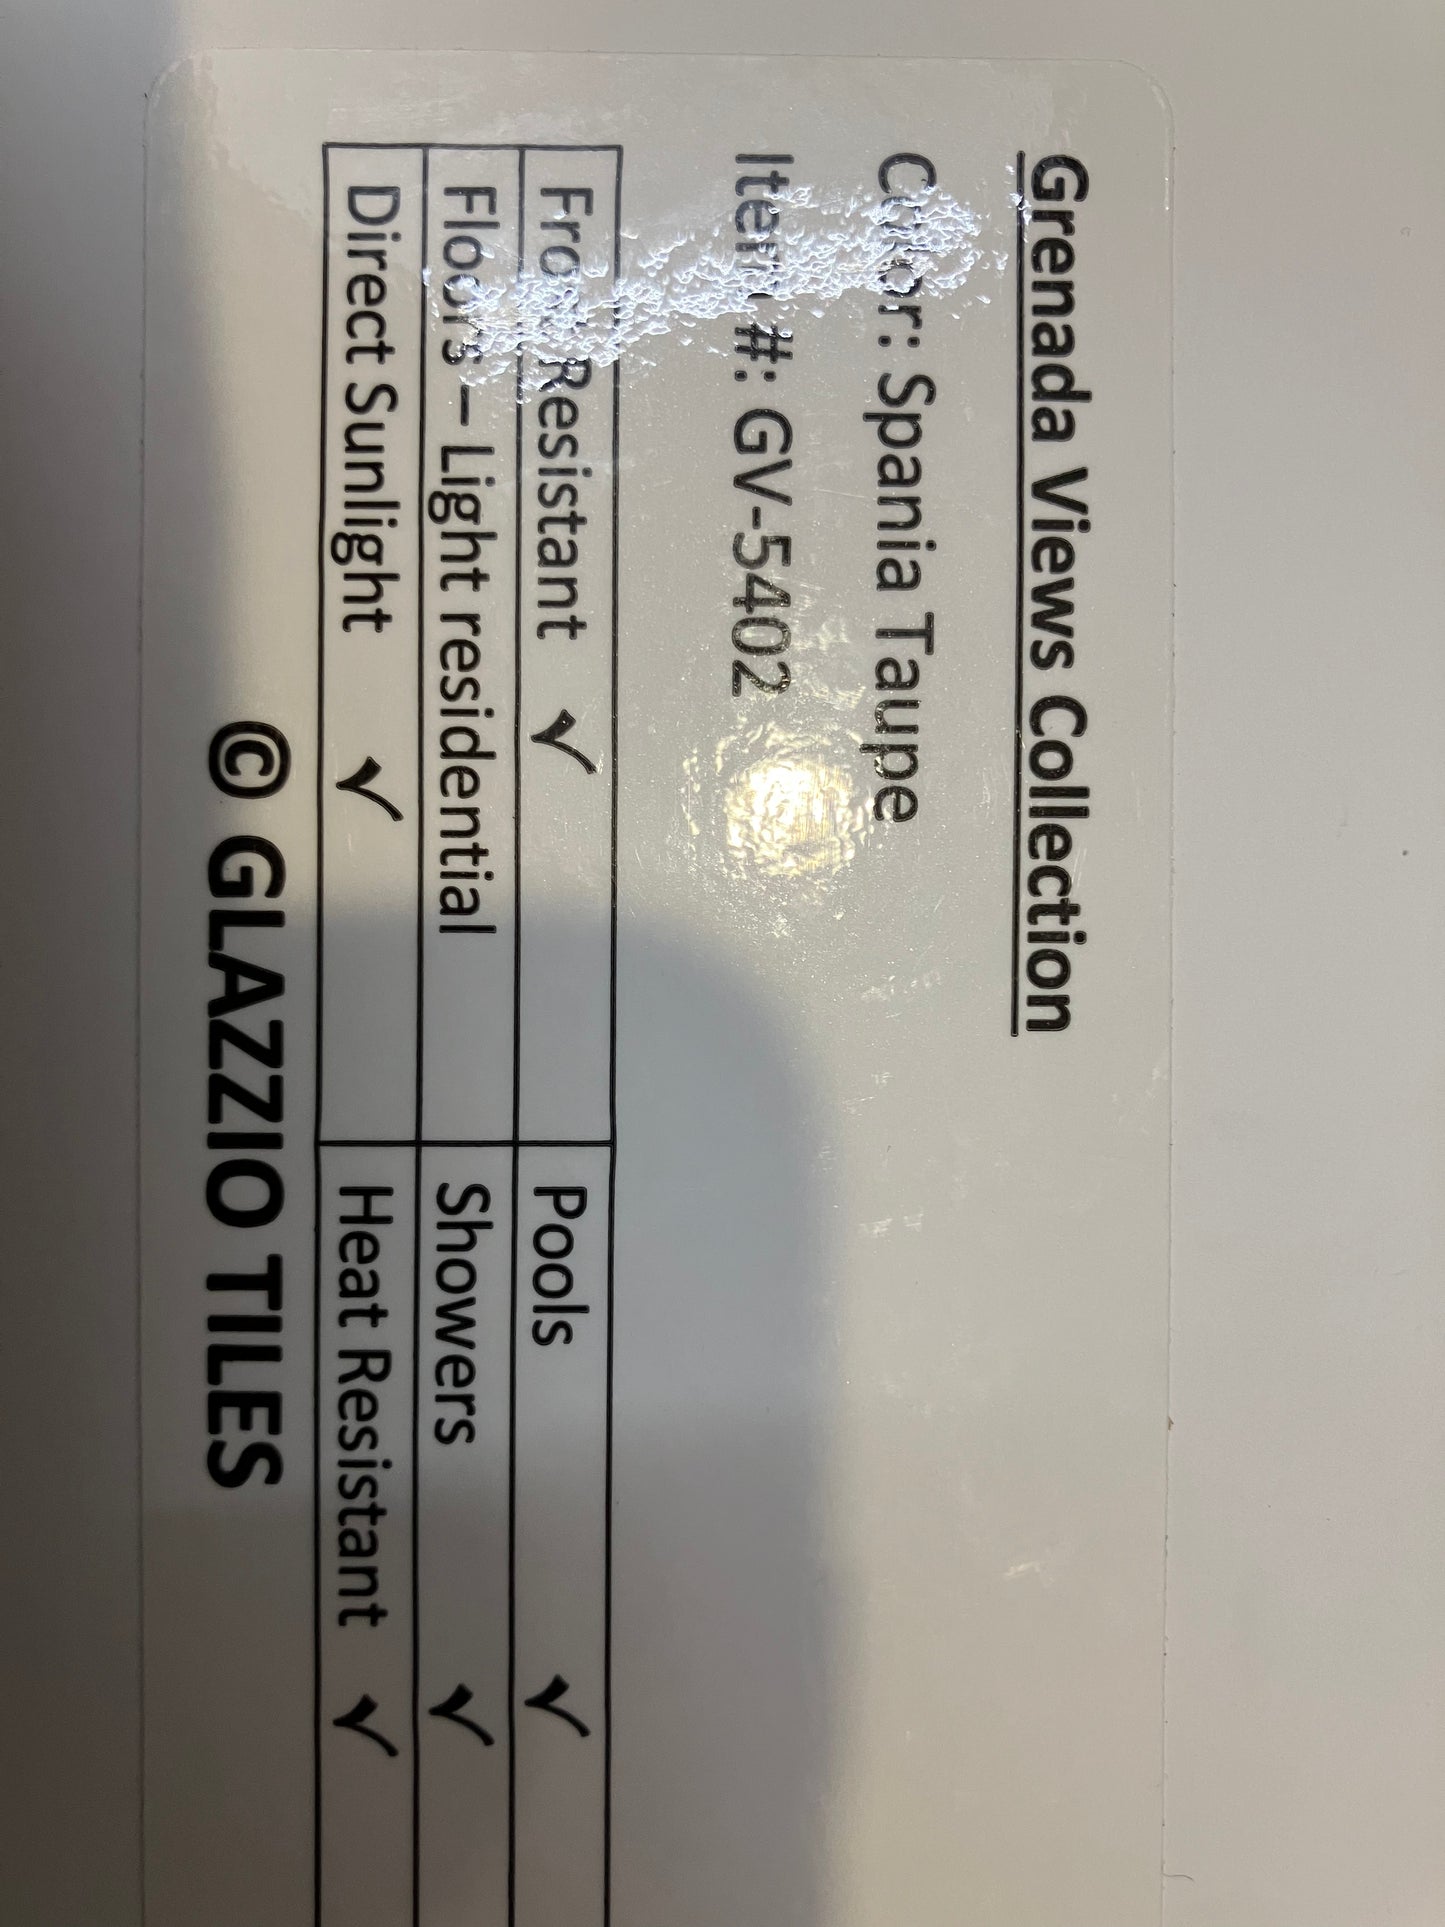 Grenada Views Collection
Color: Spania Taupe
Item #: GV-5402
Frost Resistant ✓ Pools ✓
Floors – Light residential Showers ✓
Direct Sunlight ✓ Heat Resistant ✓
© GLAZZIO TILES